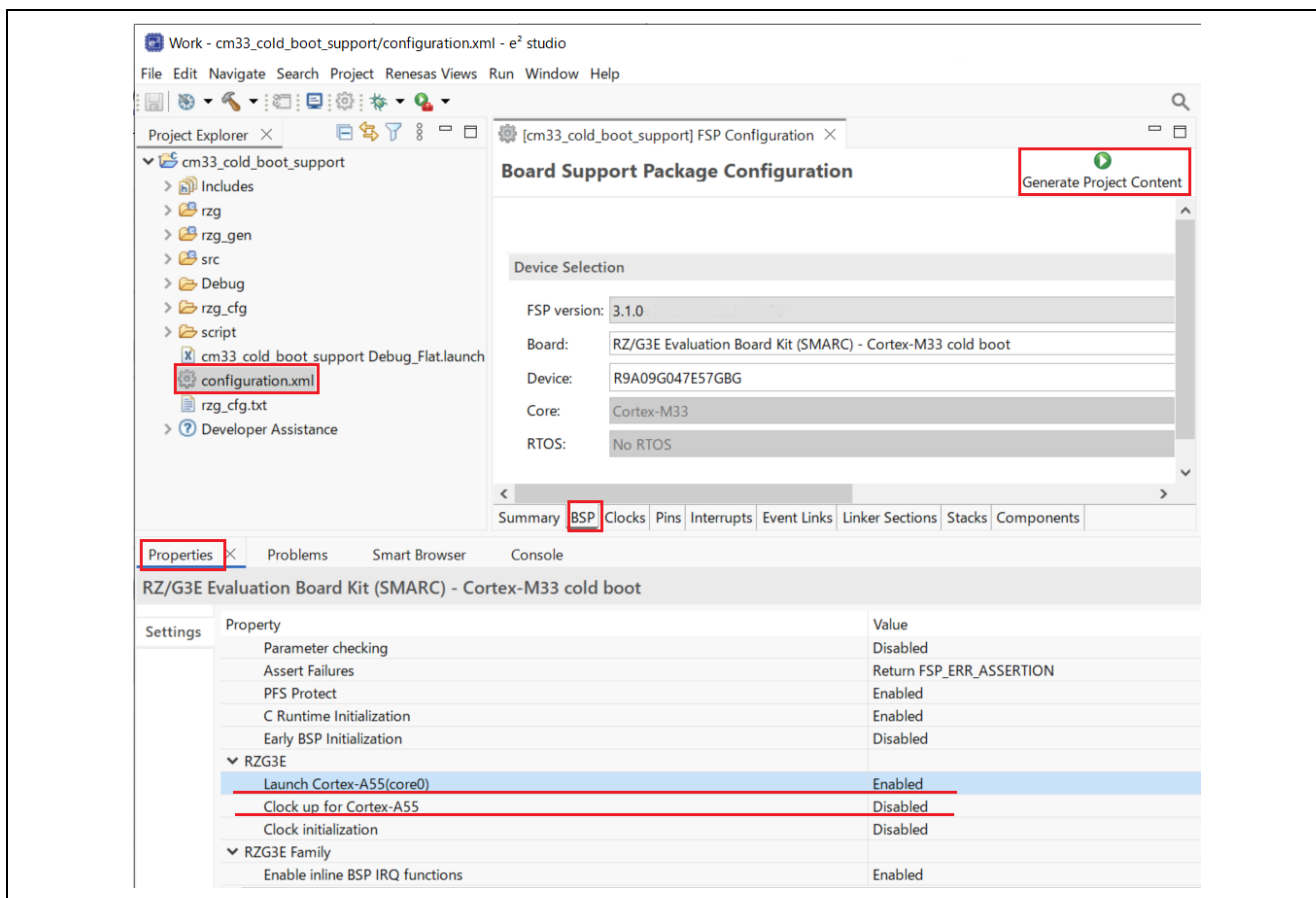 Work - cm33_cold_boot_support/configuration.xml - e² studio
File Edit Navigate Search Project Renesas Views Run Window Help
Project Explorer
cm33_cold_boot_support
Includes
rzg
rzg_gen
src
Debug
rzg_cfg
script
cm33_cold_boot_support Debug_Flat.launch
configuration.xml
rzg_cfg.txt
Developer Assistance
[cm33_cold_boot_support] FSP Configuration
Board Support Package Configuration
Generate Project Content
Device Selection
FSP version: 3.1.0
Board: RZ/G3E Evaluation Board Kit (SMARC) - Cortex-M33 cold boot
Device: R9A09G047E57GBG
Core: Cortex-M33
RTOS: No RTOS
Summary BSP Clocks Pins Interrupts Event Links Linker Sections Stacks Components
Properties Problems Smart Browser Console
RZ/G3E Evaluation Board Kit (SMARC) - Cortex-M33 cold boot
Settings
Property Value
Parameter checking Disabled
Assert Failures Return FSP_ERR_ASSERTION
PFS Protect Enabled
C Runtime Initialization Enabled
Early BSP Initialization Disabled
RZG3E
Launch Cortex-A55(core0) Enabled
Clock up for Cortex-A55 Disabled
Clock initialization Disabled
RZG3E Family
Enable inline BSP IRQ functions Enabled